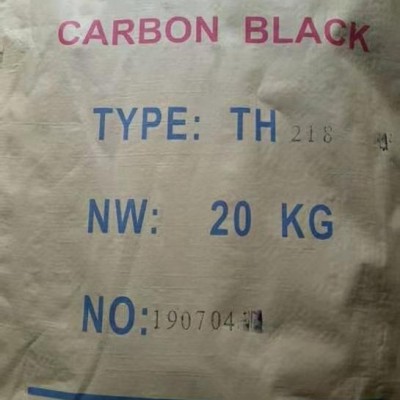 CARBON BLACK
TYPE: TH 218
NW: 20 KG
NO:190704